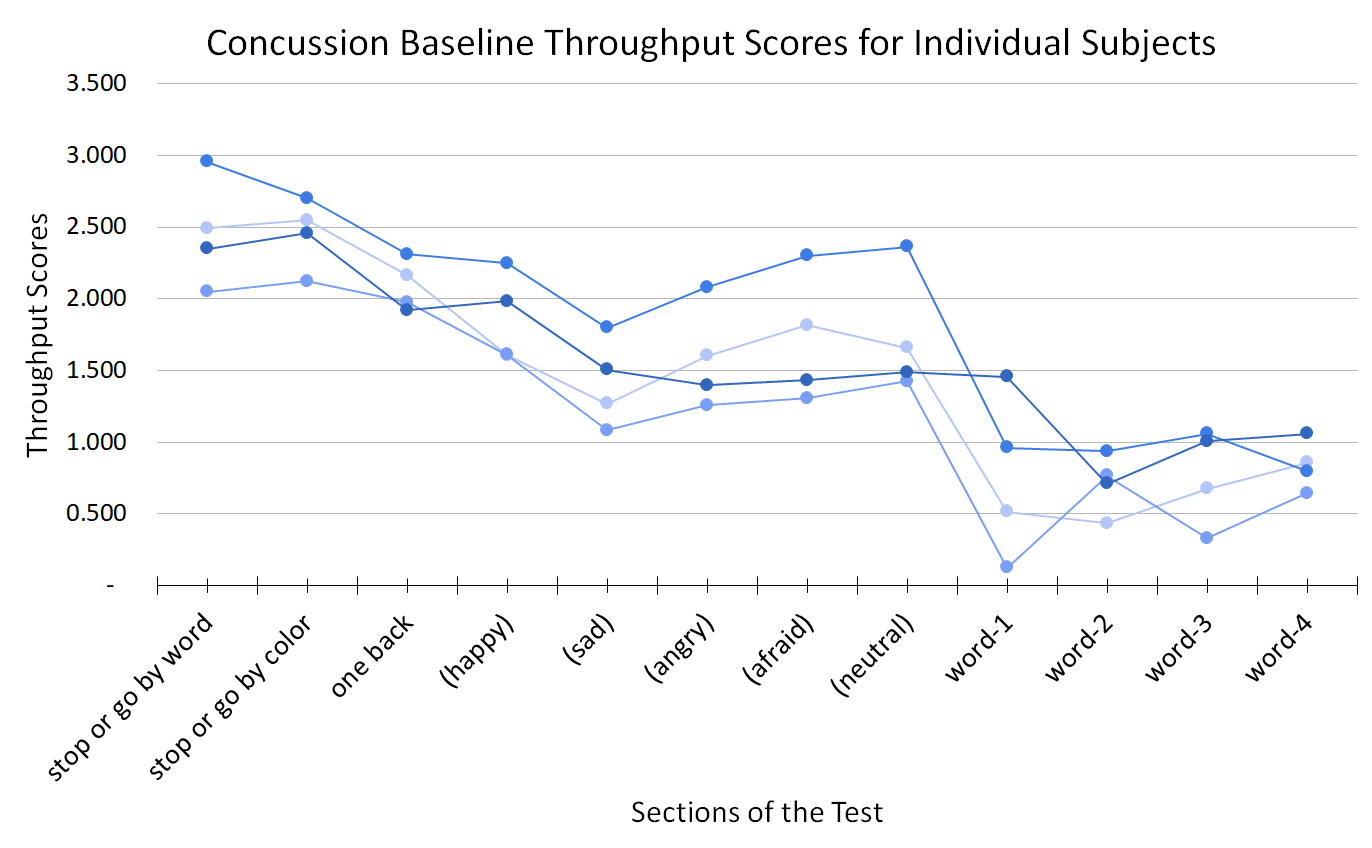 Concussion Baseline Throughput Scores for Individual Subjects
3.500
3.000
2.500
2.000
1.500
1.000
0.500
-
Throughput Scores
stop or go by word
stop or go by color
one back
(happy)
(sad)
(angry)
(afraid)
(neutral)
word-1
word-2
word-3
word-4
Sections of the Test